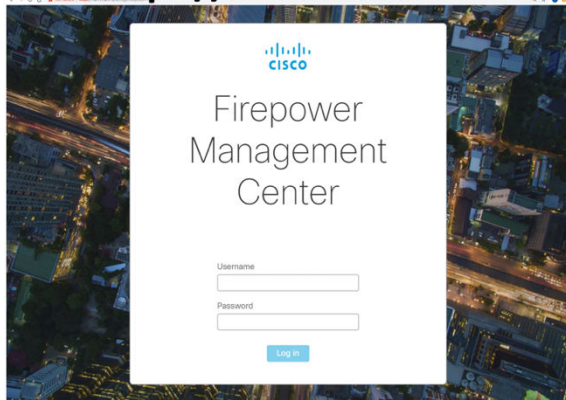 CISCO
Firepower
Management
Center
Username
Password
Log in